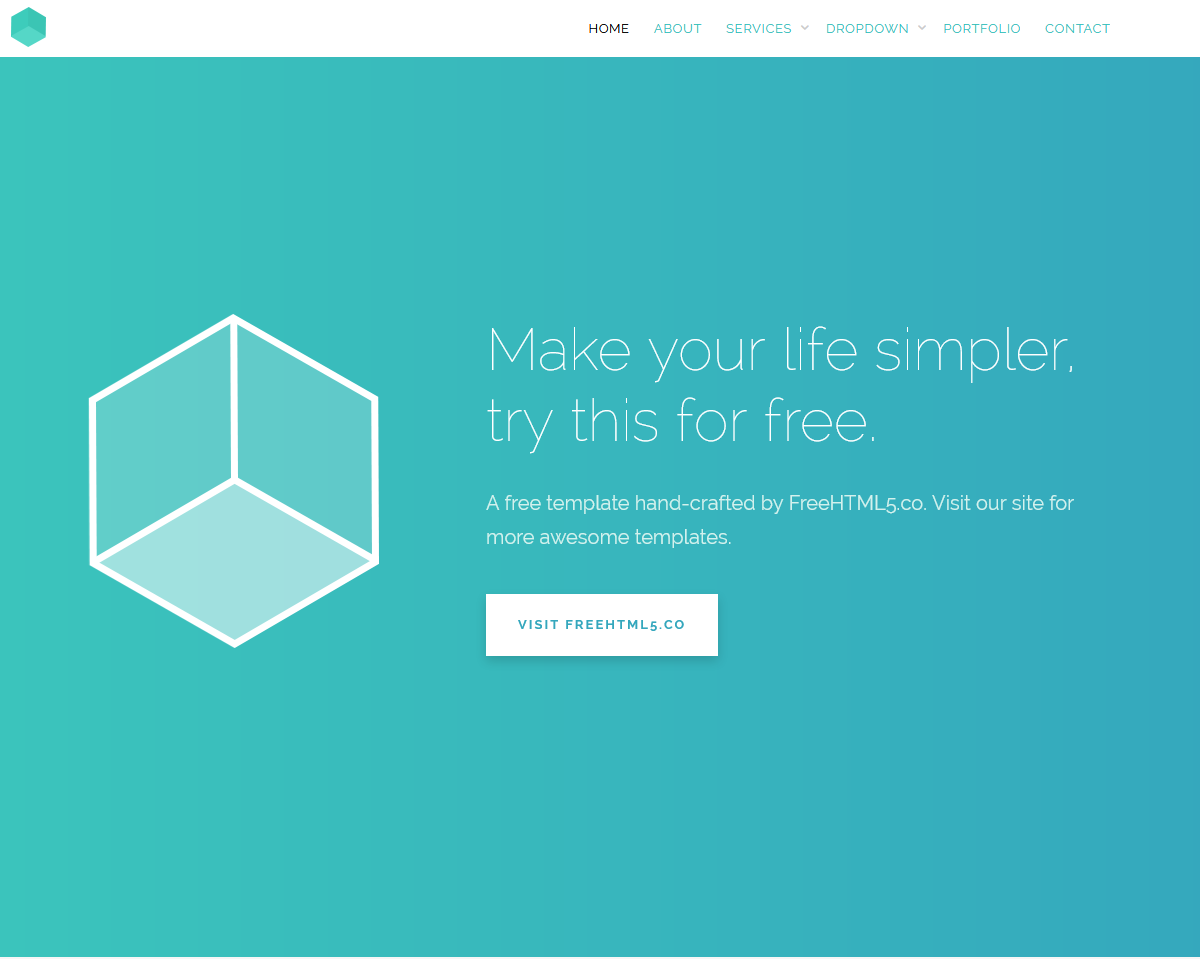 HOME ABOUT SERVICES DROPDOWN PORTFOLIO CONTACT
Make your life simpler,
try this for free.
A free template hand-crafted by FreeHTML5.co. Visit our site for
more awesome templates.
VISIT FREEHTML5.CO